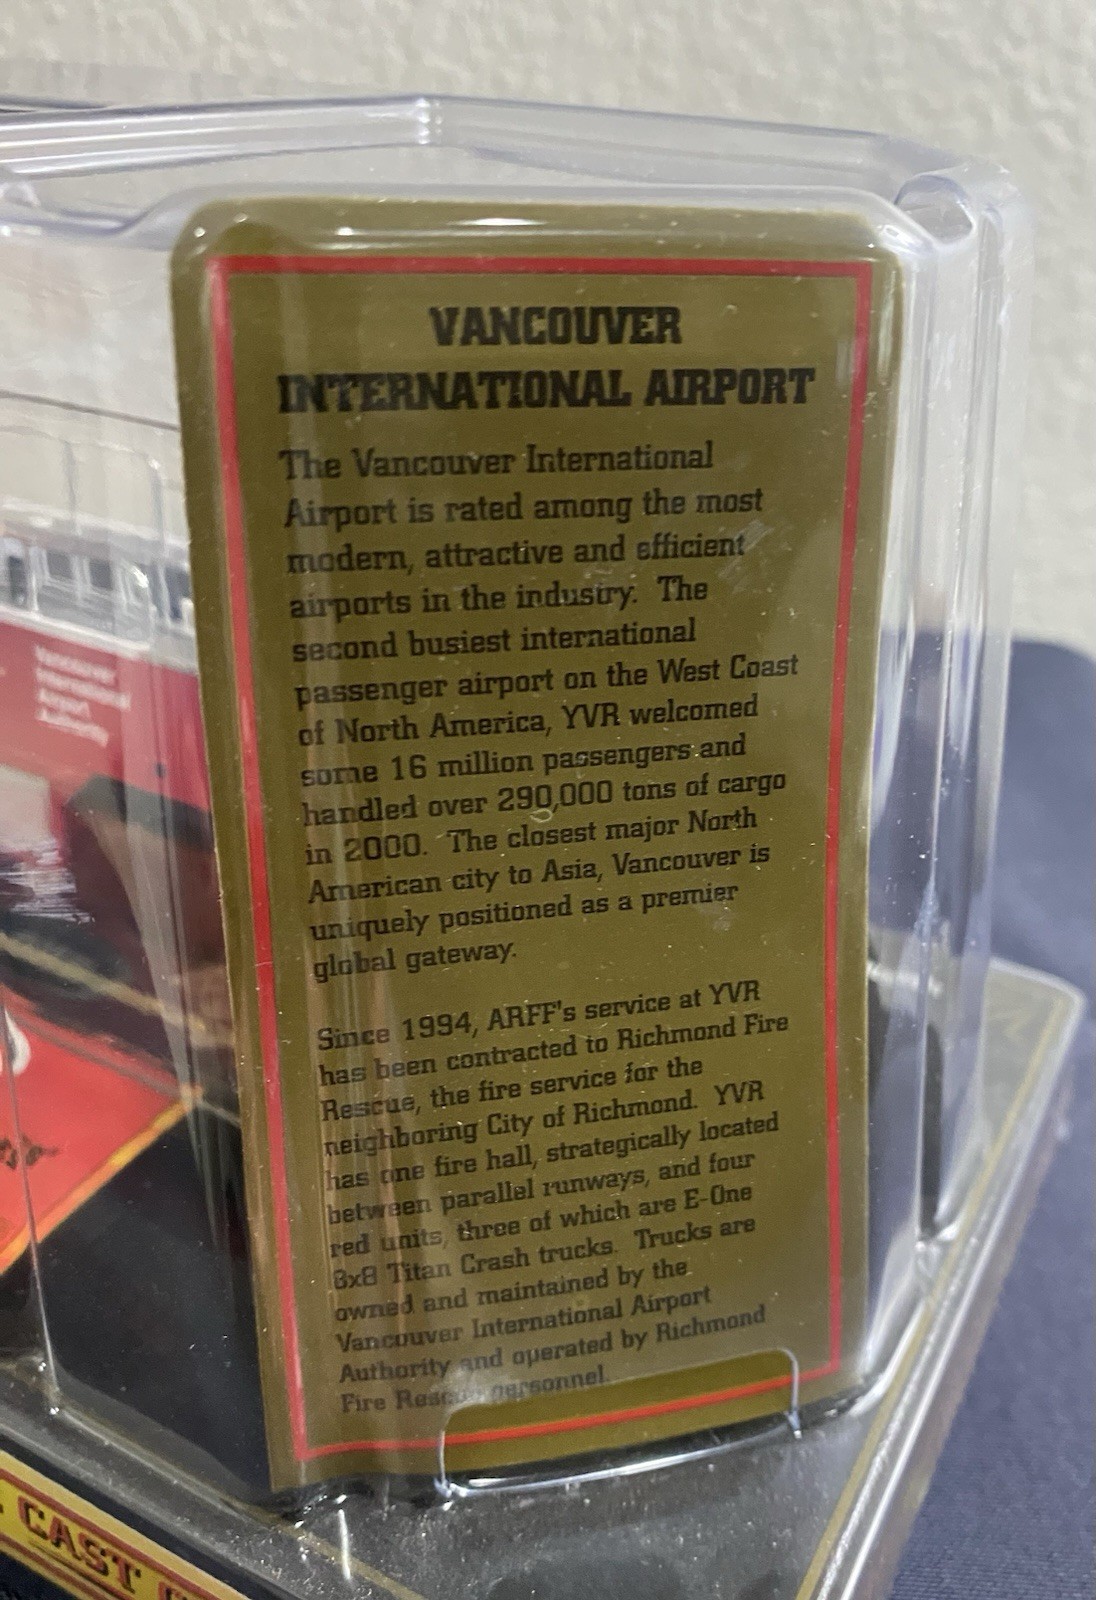 VANCOUVER
INTERNATIONAL AIRPORT
The Vancouver International
Airport is rated among the most
modern, attractive and efficient
airports in the industry. The
second busiest international
passenger airport on the West Coast
of North America, YVR welcomed
some 16 million passengers and
handled over 290,000 tons of cargo
in 2000. The closest major North
American city to Asia, Vancouver is
uniquely positioned as a premier
global gateway.
Since 1994, ARFF's service at YVR
has been contracted to Richmond Fire
Rescue, the fire service for the
neighboring City of Richmond. YVR
has one fire hall, strategically located
between parallel runways, and four
red units, three of which are E-One
8x8 Titan Crash trucks. Trucks are
owned and maintained by the
Vancouver International Airport
Authority and operated by Richmond
Fire Rescue personnel.
Vancouver
International
Airport
Authority
CAST